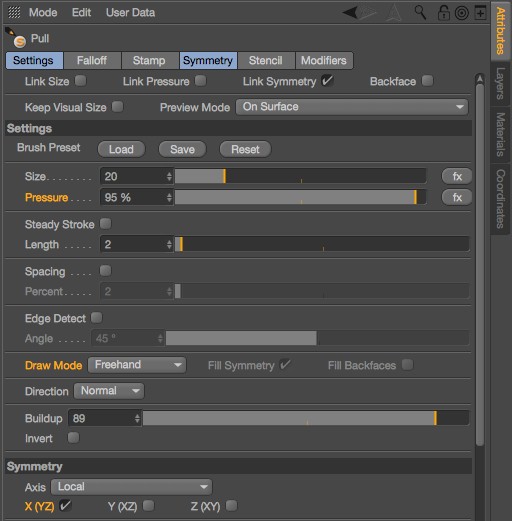 Mode Edit User Data
Pull
Settings Falloff Stamp Symmetry Stencil Modifiers
Link Size Link Pressure Link Symmetry Backface
Keep Visual Size Preview Mode On Surface
Settings
Brush Preset Load Save Reset
Size........ 20 fx
Pressure.... 95 % fx
Steady Stroke
Length ..... 2
Spacing ....
Percent..... 2
Edge Detect
Angle ..... 45 °
Draw Mode Freehand Fill Symmetry Fill Backfaces
Direction Normal
Buildup 89
Invert
Symmetry
Axis Local
X (YZ) Y (XZ) Z (XY)
Attributes
Layers
Materials
Coordinates